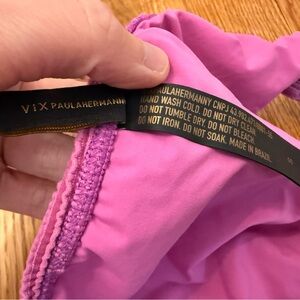 ViX PAULAHERMANNY
PAULAHERMANNY CNPJ
HAND WASH COLD. DO NOT DRY CLEAN
DO NOT TUMBLE DRY DO NOT BLEACH
DO NOT IRON. DO NOT SOAK. MADE IN BRAZIL